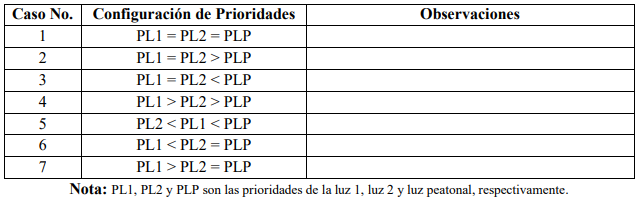 Caso No. Configuración de Prioridades Observaciones
1 PL1 = PL2 = PLP
2 PL1 = PL2 > PLP
3 PL1 = PL2 < PLP
4 PL1 > PL2 > PLP
5 PL2 < PL1 < PLP
6 PL1 < PL2 = PLP
7 PL1 > PL2 = PLP
Nota: PL1, PL2 y PLP son las prioridades de la luz 1, luz 2 y luz peatonal, respectivamente.